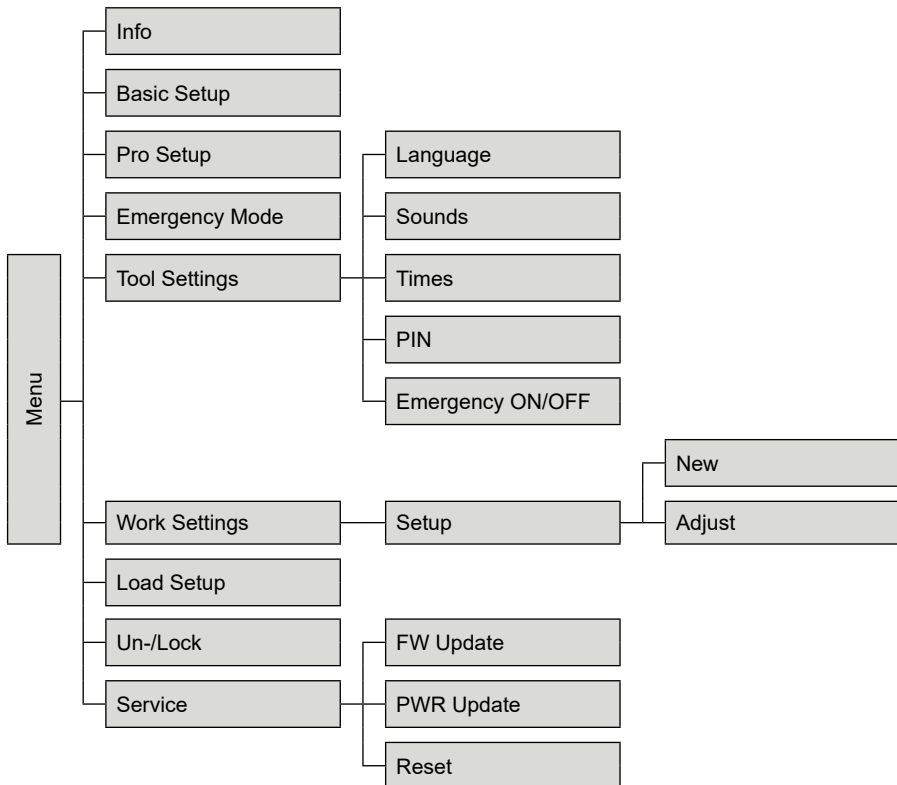 Menu
Info
Basic Setup
Pro Setup
Emergency Mode
Tool Settings
Language
Sounds
Times
PIN
Emergency ON/OFF
Work Settings
Setup
New
Adjust
Load Setup
Un-/Lock
Service
FW Update
PWR Update
Reset